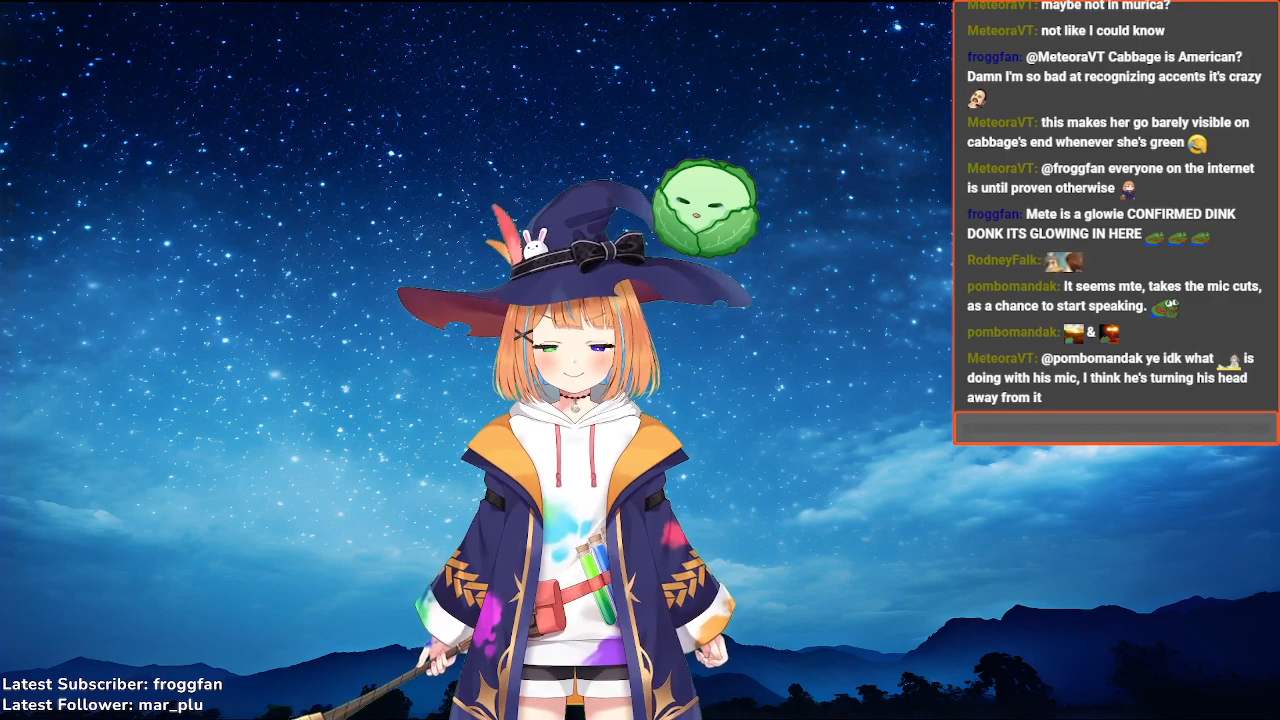 MeteoraVT: maybe not in murica?
MeteoraVT: not like I could know
froggfan: @MeteoraVT Cabbage is American?
Damn I'm so bad at recognizing accents it's crazy
MeteoraVT: this makes her go barely visible on
cabbage's end whenever she's green
MeteoraVT: @froggfan everyone on the internet
is until proven otherwise
froggfan: Mete is a glowie CONFIRMED DINK
DONK ITS GLOWING IN HERE
RodneyFalk:
pombomandak: It seems mte, takes the mic cuts,
as a chance to start speaking.
pombomandak: &
MeteoraVT: @pombomandak ye idk what is
doing with his mic, I think he's turning his head
away from it
Latest Subscriber: froggfan
Latest Follower: mar_plu